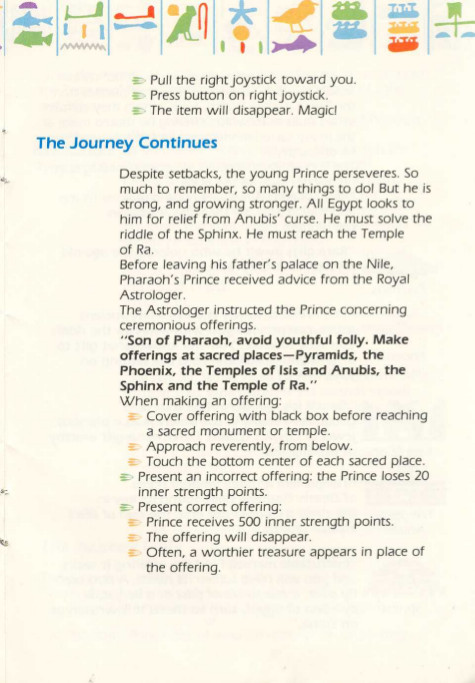 Pull the right joystick toward you.
Press button on right joystick.
The item will disappear. Magic!
The Journey Continues
Despite setbacks, the young Prince perseveres. So
much to remember, so many things to do! But he is
strong, and growing stronger. All Egypt looks to
him for relief from Anubis' curse. He must solve the
riddle of the Sphinx. He must reach the Temple
of Ra.
Before leaving his father's palace on the Nile,
Pharaoh's Prince received advice from the Royal
Astrologer.
The Astrologer instructed the Prince concerning
ceremonious offerings.
"Son of Pharaoh, avoid youthful folly. Make
offerings at sacred places—Pyramids, the
Phoenix, the Temples of Isis and Anubis, the
Sphinx and the Temple of Ra."
When making an offering:
Cover offering with black box before reaching
a sacred monument or temple.
Approach reverently, from below.
Touch the bottom center of each sacred place.
Present an incorrect offering: the Prince loses 20
inner strength points.
Present correct offering:
Prince receives 500 inner strength points.
The offering will disappear.
Often, a worthier treasure appears in place of
the offering.